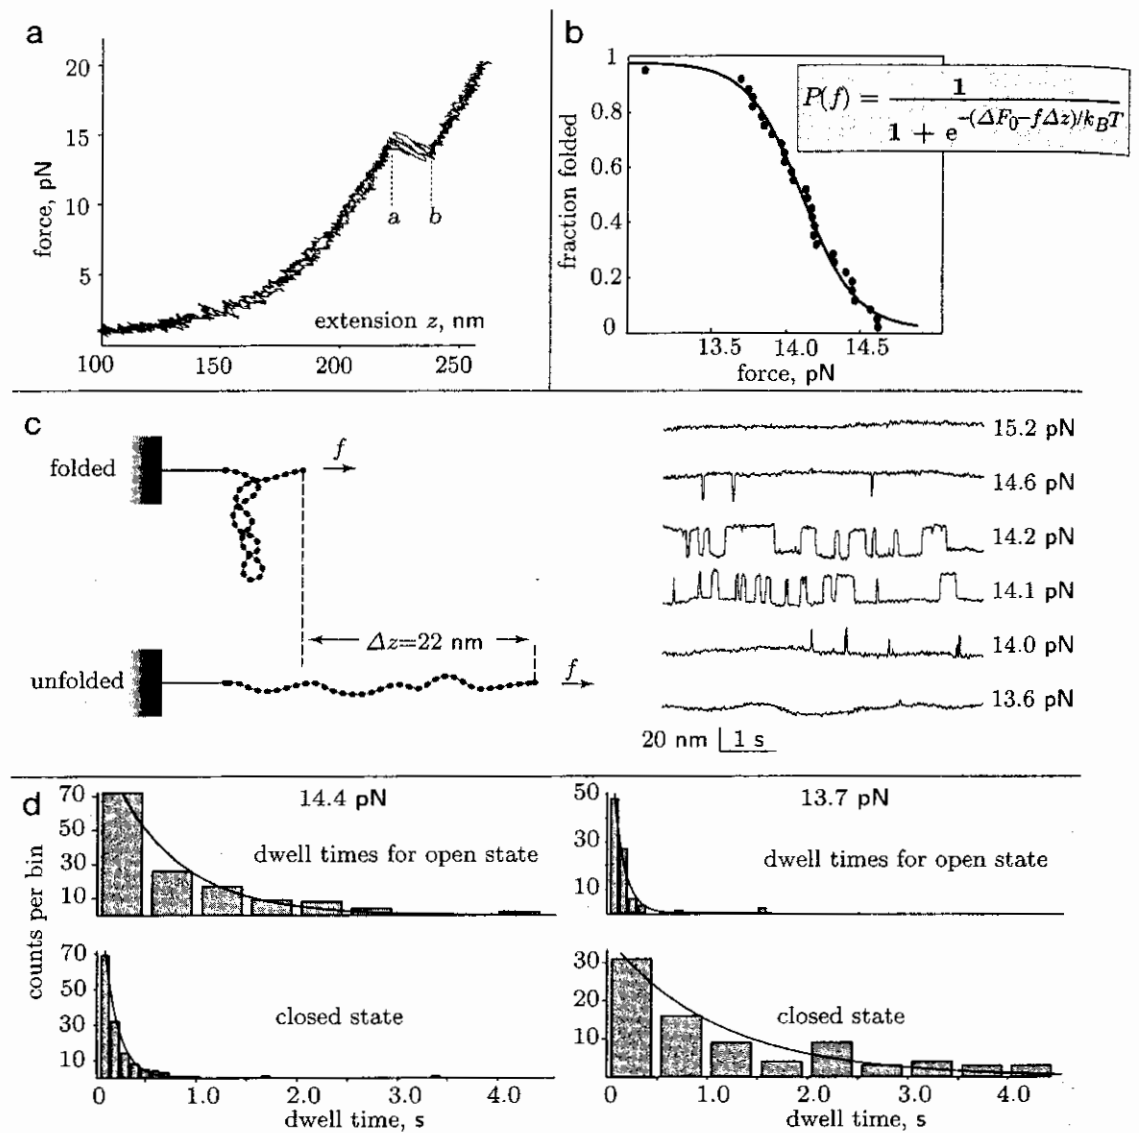 a
force, pN
20
15
10
5
a
b
extension z, nm
100
150
200
250
b
fraction folded
1
0.8
0.6
0.4
0.2
0
P(f) = 1 / 1 + e^-(ΔF₀-fΔz)/k_BT
13.5
14.0
14.5
force, pN
c
folded
f
Δz=22 nm
unfolded
f
15.2 pN
14.6 pN
14.2 pN
14.1 pN
14.0 pN
13.6 pN
20 nm
1 s
d
counts per bin
70
50
30
10
14.4 pN
dwell times for open state
50
30
10
13.7 pN
dwell times for open state
70
50
30
10
closed state
0
1.0
2.0
3.0
4.0
dwell time, s
30
20
10
closed state
0
1.0
2.0
3.0
4.0
dwell time, s